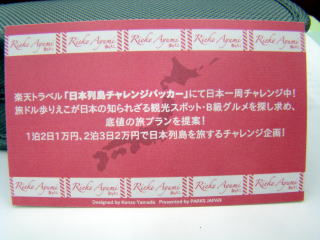 Rieko Ayumi Rieko Ayumi Rieko Ayumi Rieko Ayumi Rieko Ayumi
楽天トラベル「日本列島チャレンジパッカー」にて日本一周チャレンジ中!
旅ドル歩りえこが日本の知られざる観光スポット・B級グルメを探し求め、
底値の旅プランを提案!
1泊2日1万円、2泊3日2万円で日本列島を旅するチャレンジ企画!
Rieko Ayumi Rieko Ayumi Rieko Ayumi Rieko Ayumi Rieko Ayumi
Designed by Kanzo Yamada Presented by PARKS JAPAN